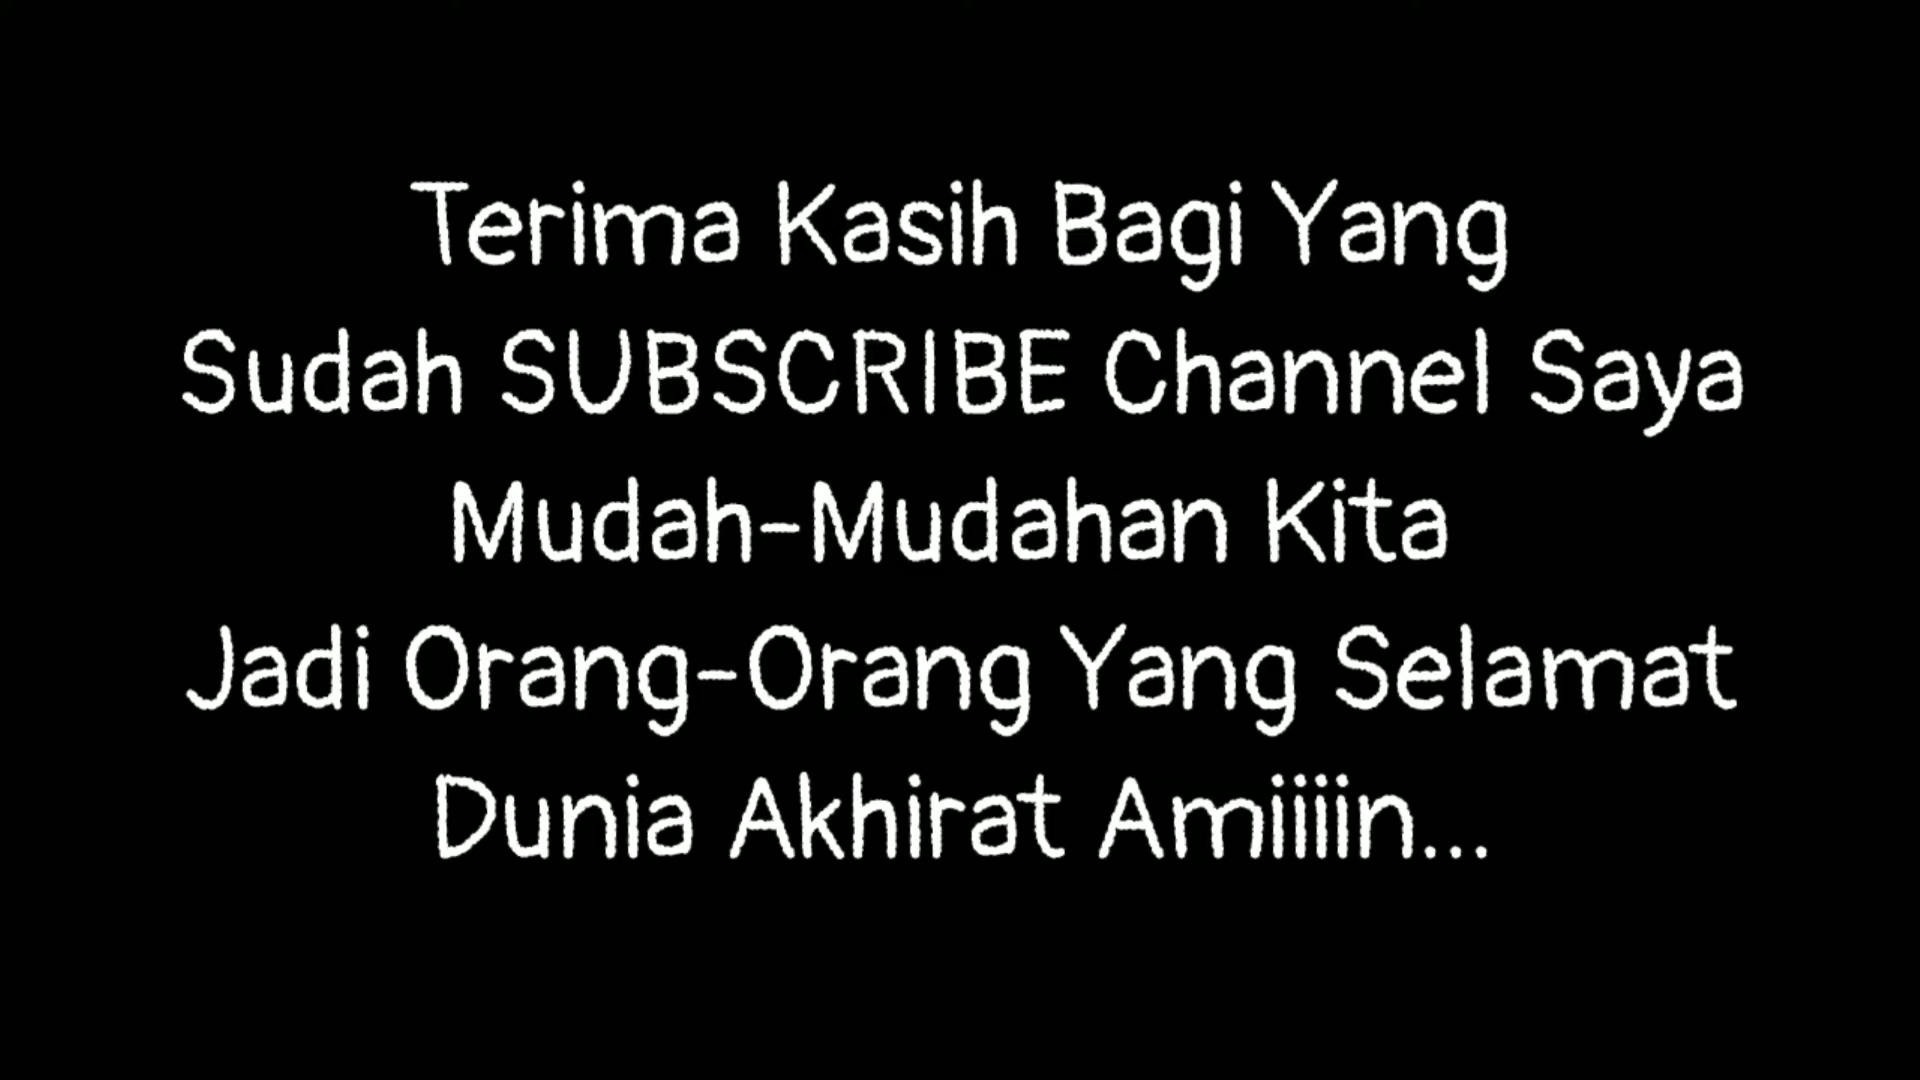 Terima Kasih Bagi Yang
Sudah SUBSCRIBE Channel Saya
Mudah-Mudahan Kita
Jadi Orang-Orang Yang Selamat
Dunia Akhirat Amiiiin...